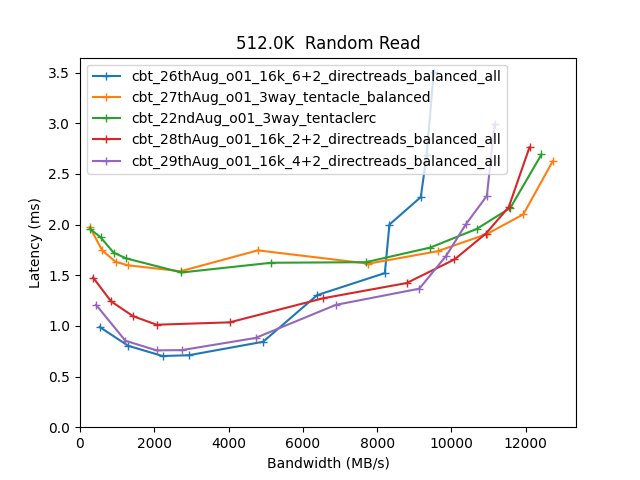 512.0K  Random Read
cbt_26thAug_o01_16k_6+2_directreads_balanced_all
cbt_27thAug_o01_3way_tentacle_balanced
cbt_22ndAug_o01_3way_tentaclerc
cbt_28thAug_o01_16k_2+2_directreads_balanced_all
cbt_29thAug_o01_16k_4+2_directreads_balanced_all
Latency (ms)
3.5
3.0
2.5
2.0
1.5
1.0
0.5
0.0
0 2000 4000 6000 8000 10000 12000
Bandwidth (MB/s)